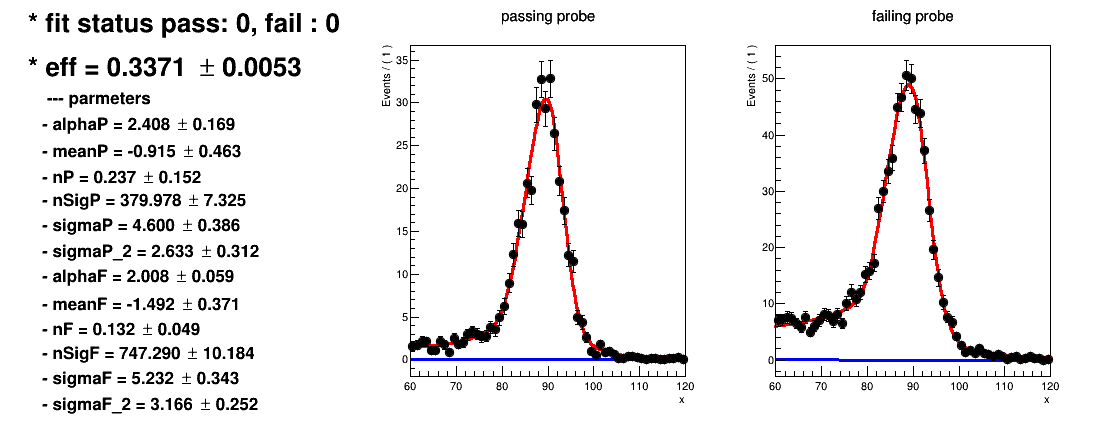 * fit status pass: 0, fail : 0
* eff = 0.3371 ± 0.0053
--- parmeters
- alphaP = 2.408 ± 0.169
- meanP = -0.915 ± 0.463
- nP = 0.237 ± 0.152
- nSigP = 379.978 ± 7.325
- sigmaP = 4.600 ± 0.386
- sigmaP_2 = 2.633 ± 0.312
- alphaF = 2.008 ± 0.059
- meanF = -1.492 ± 0.371
- nF = 0.132 ± 0.049
- nSigF = 747.290 ± 10.184
- sigmaF = 5.232 ± 0.343
- sigmaF_2 = 3.166 ± 0.252
passing probe
Events / ( 1 )
35
30
25
20
15
10
5
0
60 70 80 90 100 110 120
x
failing probe
Events / ( 1 )
50
40
30
20
10
0
60 70 80 90 100 110 120
x